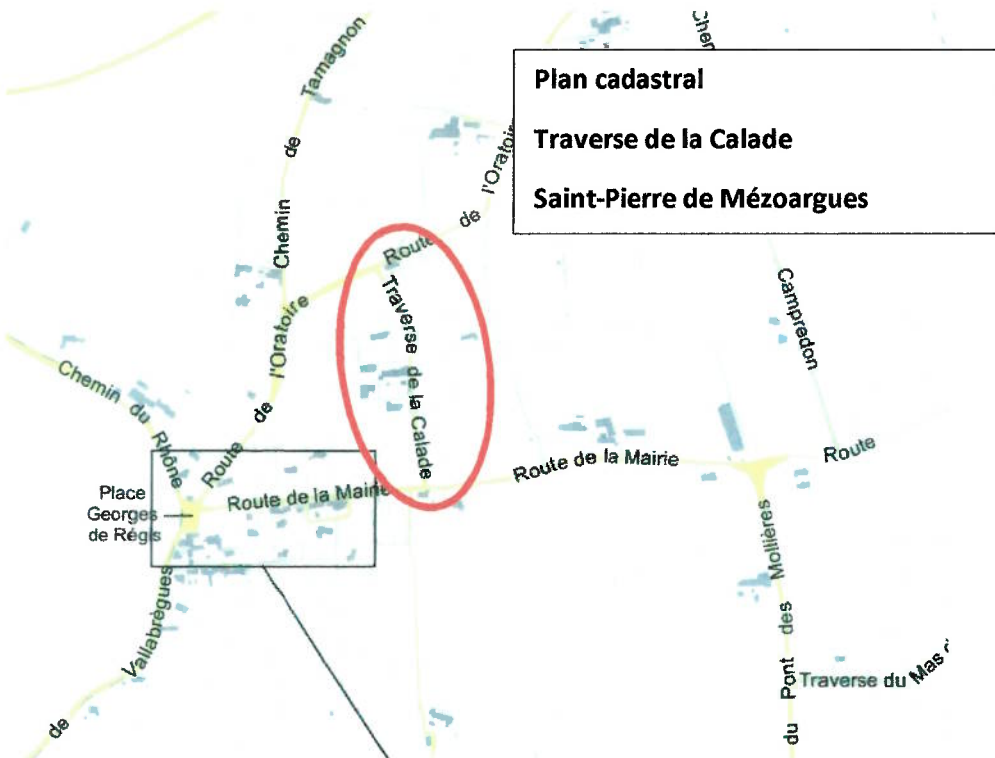 Plan cadastral
Traverse de la Calade
Saint-Pierre de Mézoargues
Chemin de Tamagnon
Route de l'Oratoire
Route de l'Oratoire
Traverse de la Calade
Campredon
Chemin du Rhône
Place
Georges
de Régis
Route de la Mairie
Route de la Mairie
Route
de Vallabrègues
du Pont des Mollières
Traverse du Mas